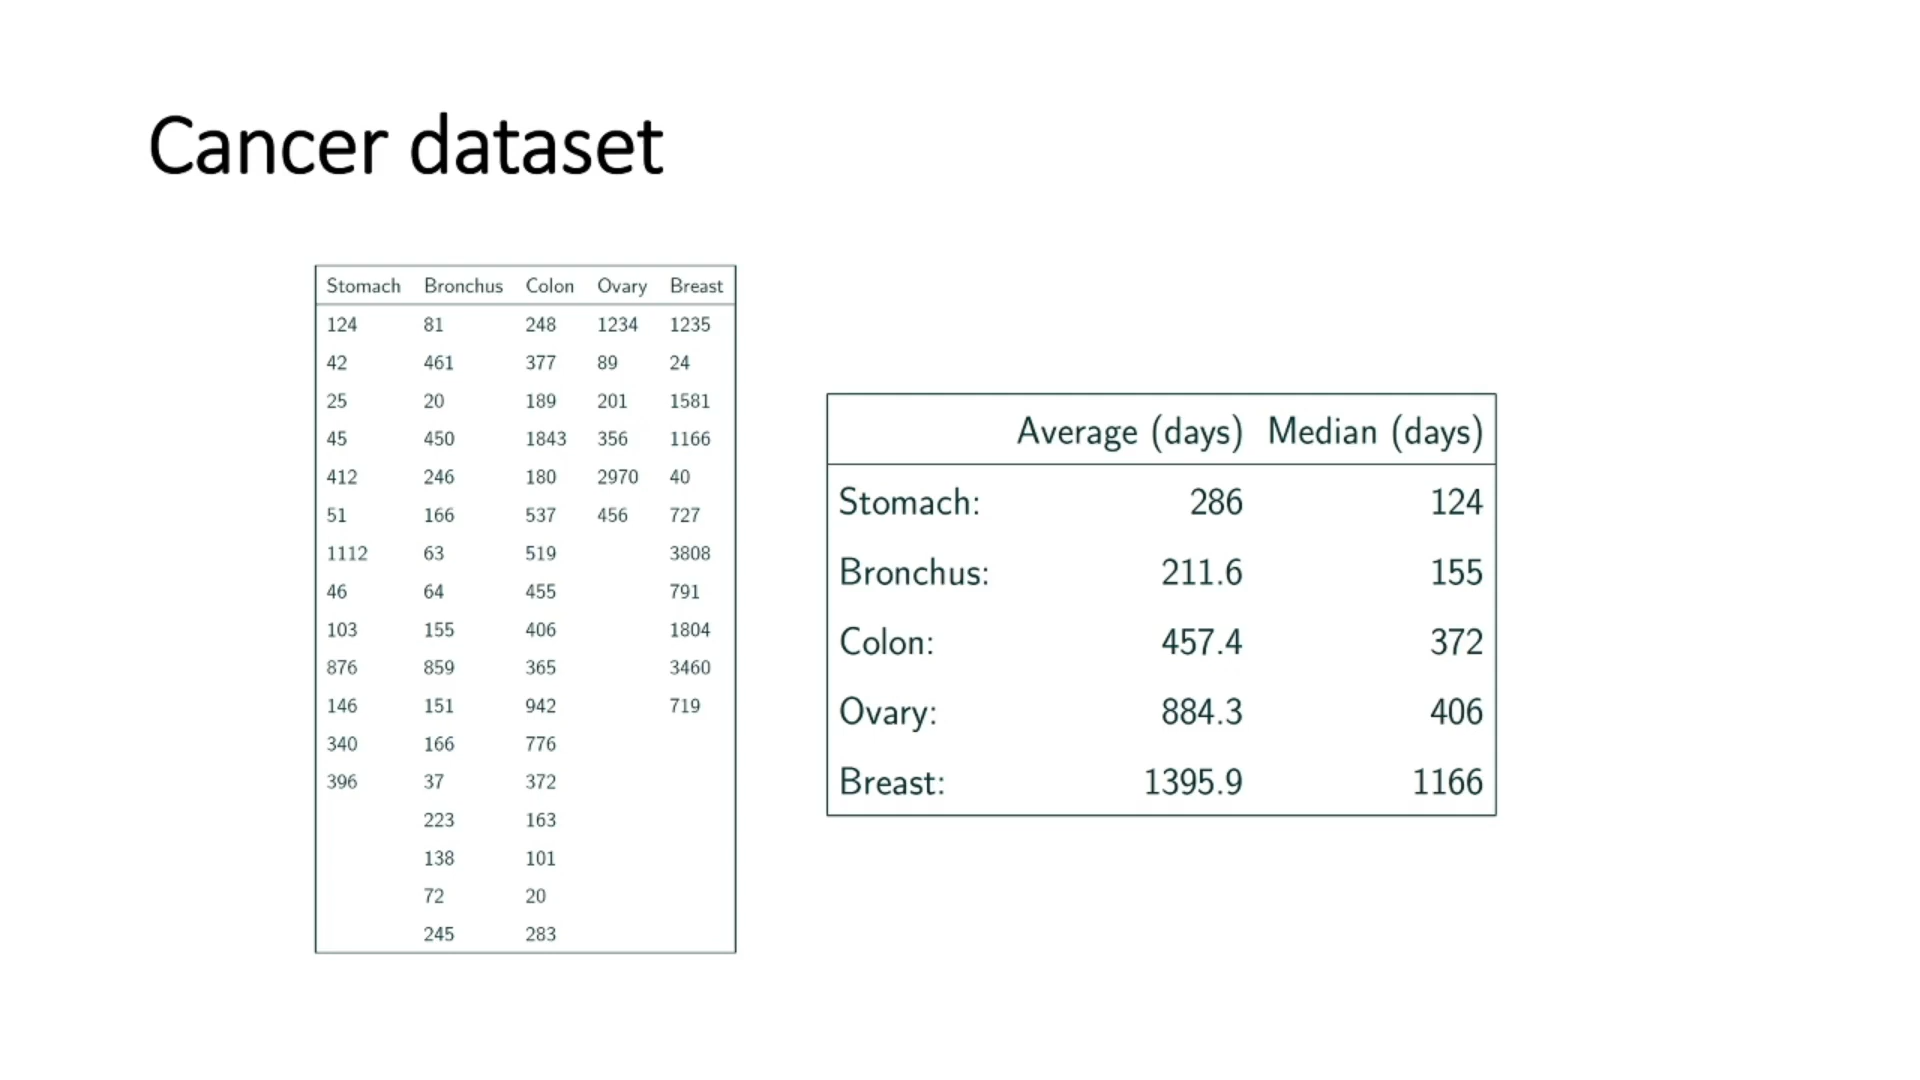 Cancer dataset
Stomach Bronchus Colon Ovary Breast
124 81 248 1234 1235
42 461 377 89 24
25 20 189 201 1581
45 450 1843 356 1166
412 246 180 2970 40
51 166 537 456 727
1112 63 519 3808
46 64 455 791
103 155 406 1804
876 859 365 3460
146 151 942 719
340 166 776
396 37 372
223 163
138 101
72 20
245 283
Average (days) Median (days)
Stomach: 286 124
Bronchus: 211.6 155
Colon: 457.4 372
Ovary: 884.3 406
Breast: 1395.9 1166